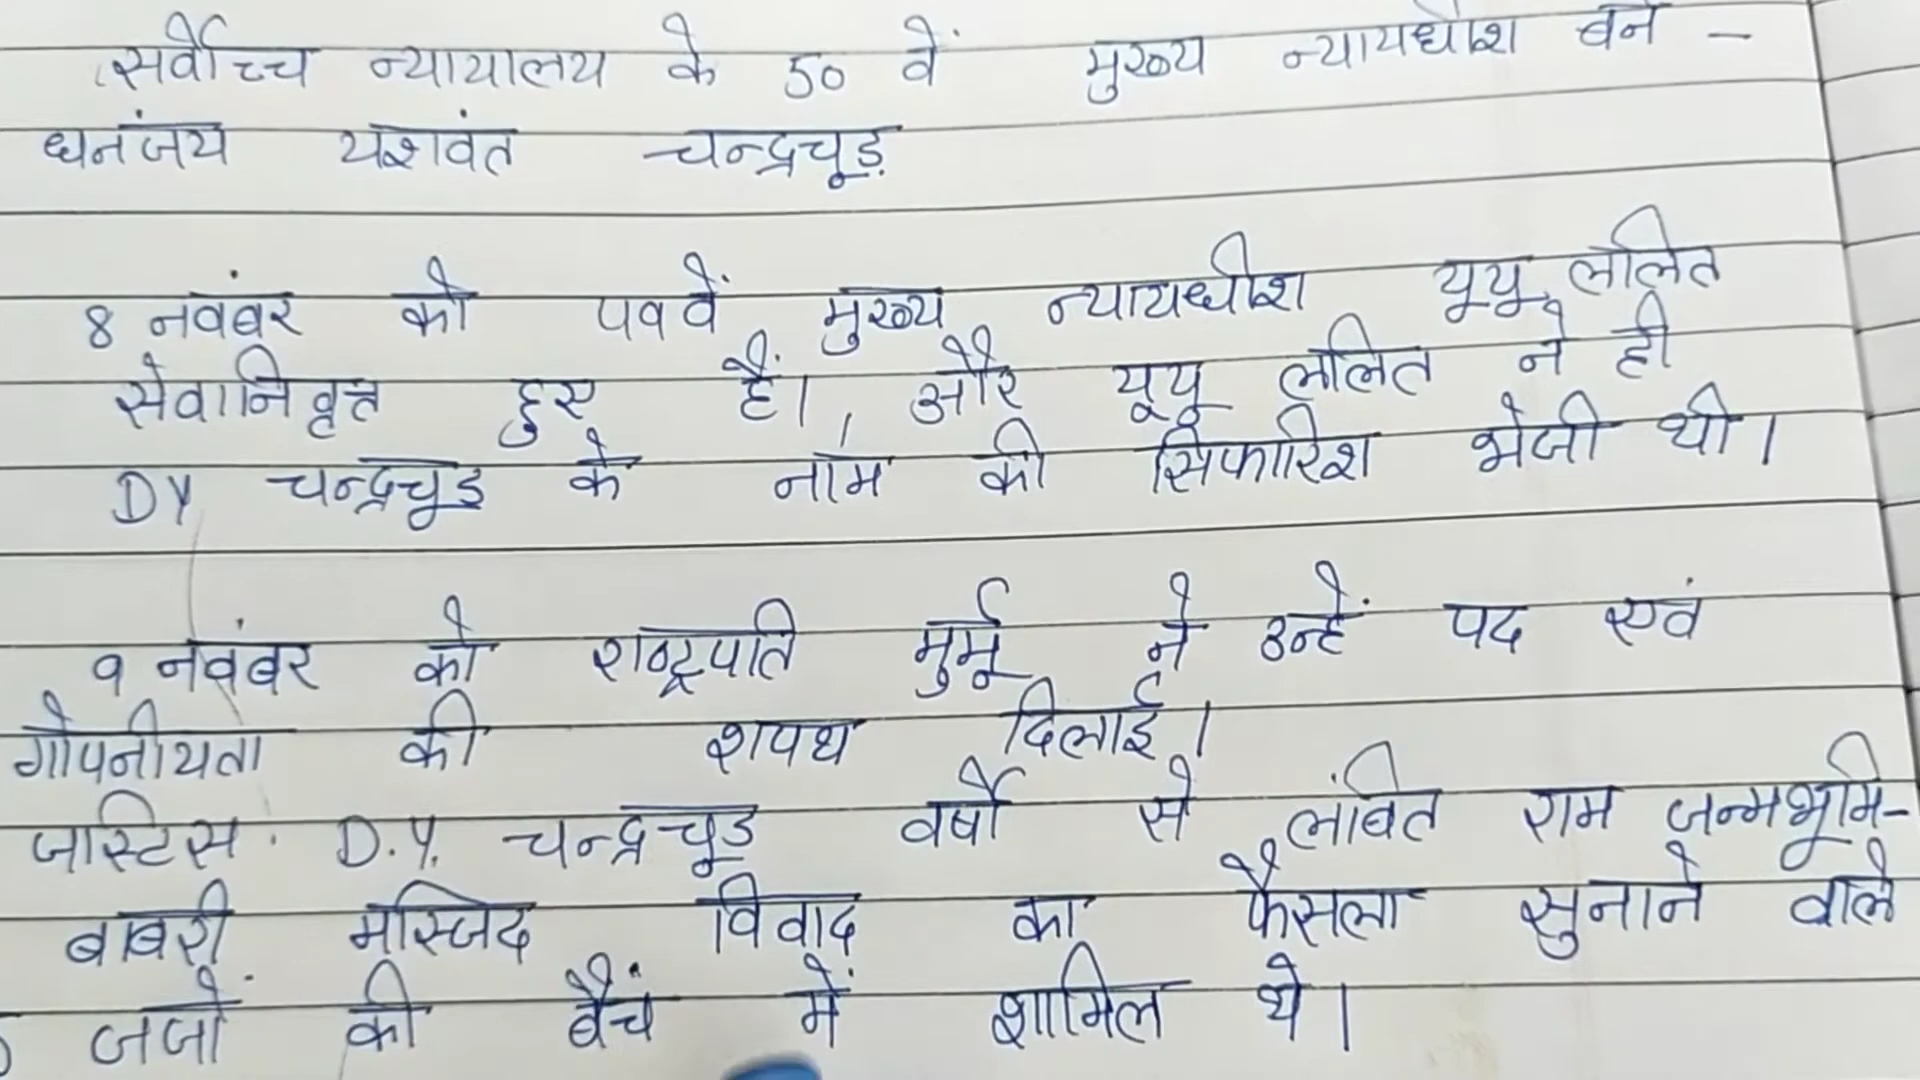 सर्वोच्च न्यायालय के 50 वें मुख्य न्यायधीश बने -
धनंजय यशवंत चन्द्रचूड़
8 नवंबर को 49वें मुख्य न्यायधीश यूयू ललित
सेवानिवृत्त हुए हैं। और यूयू ललित ने ही
DY चन्द्रचूड के नाम की सिफारिश भेजी थी।
9 नवंबर को राष्ट्रपति मुर्मू ने उन्हें पद एवं
गोपनीयता की शपथ दिलाई।
जस्टिस D.Y. चन्द्रचूड वर्षों से लंबित राम जन्मभूमि-
बाबरी मस्जिद विवाद का फैसला सुनाने वाले
जजों की बैंच में शामिल थे।